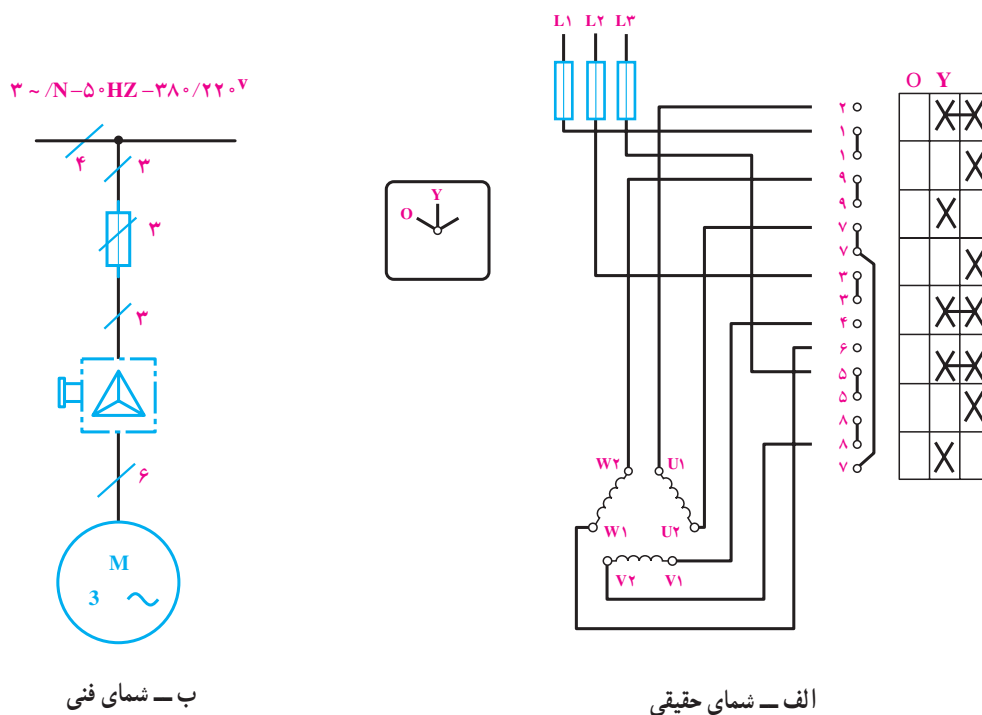 L۱ L۲ L۳
۳ ~ /N–۵۰HZ –۳۸۰/۲۲۰ᵛ
O Y
۲
۱
۱
۹
۹
۷
۷
۳
۳
۴
۶
۵
۵
۸
۸
۷
۴ ۳
۳
۳
۶
M
3 ~
Y
O
W۲ U۱
W۱ U۲
V۲ V۱
ب ــ شمای فنی
الف ــ شمای حقیقی